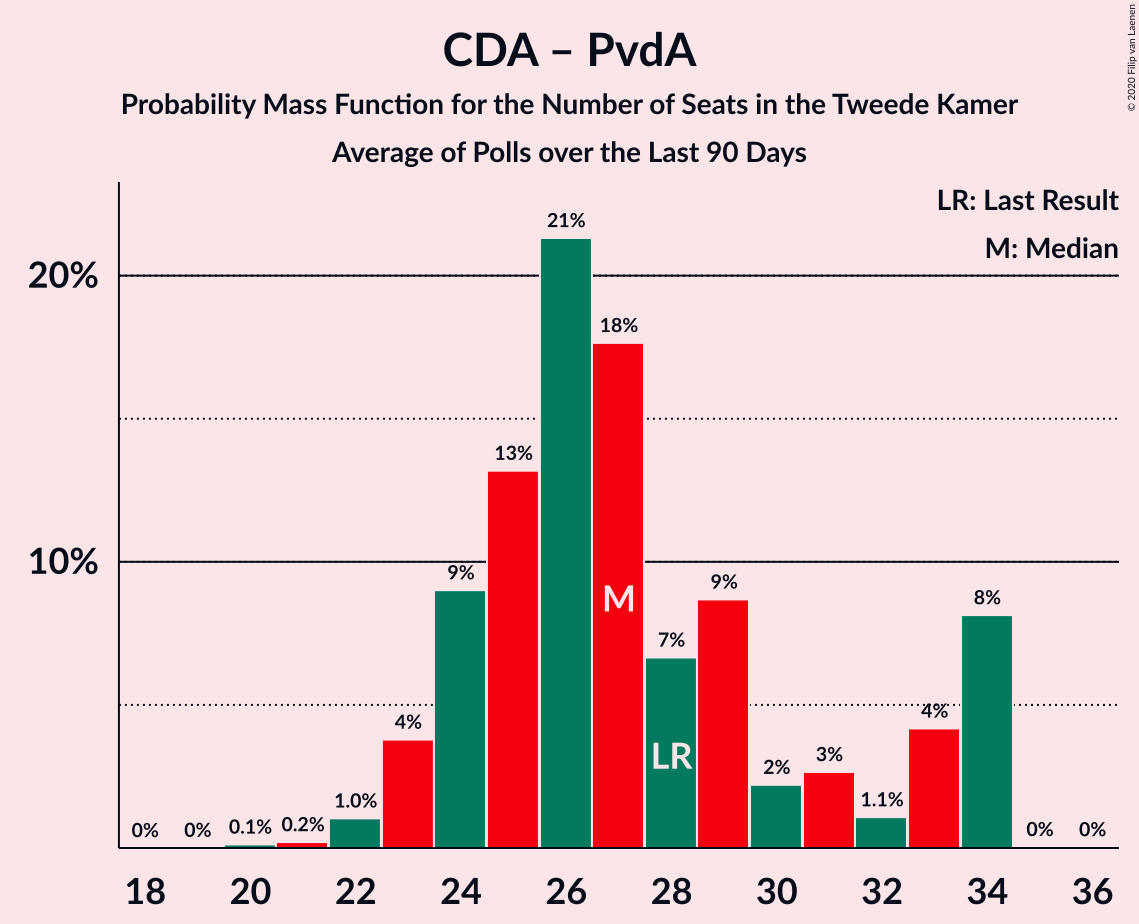 CDA – PvdA
Probability Mass Function for the Number of Seats in the Tweede Kamer
Average of Polls over the Last 90 Days
© 2020 Filip van Laenen
LR: Last Result
M: Median
20%
10%
0%
0%
0.1%
0.2%
1.0%
4%
9%
13%
21%
18%
7%
9%
2%
3%
1.1%
4%
8%
0%
0%
M
LR
18 20 22 24 26 28 30 32 34 36